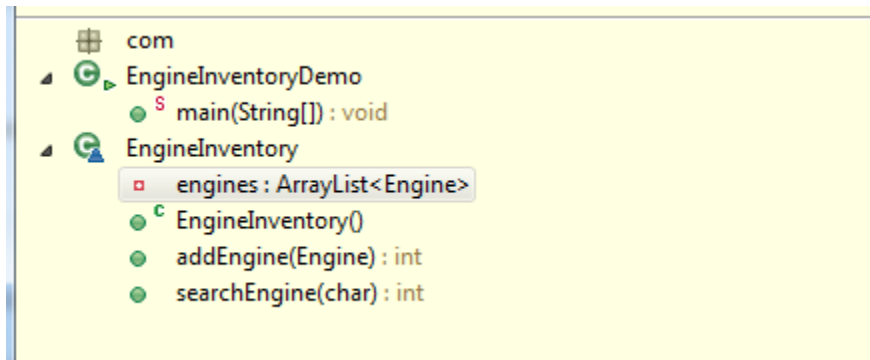 com
EngineInventoryDemo
S main(String[]) : void
EngineInventory
engines : ArrayList<Engine>
C EngineInventory()
addEngine(Engine) : int
searchEngine(char) : int